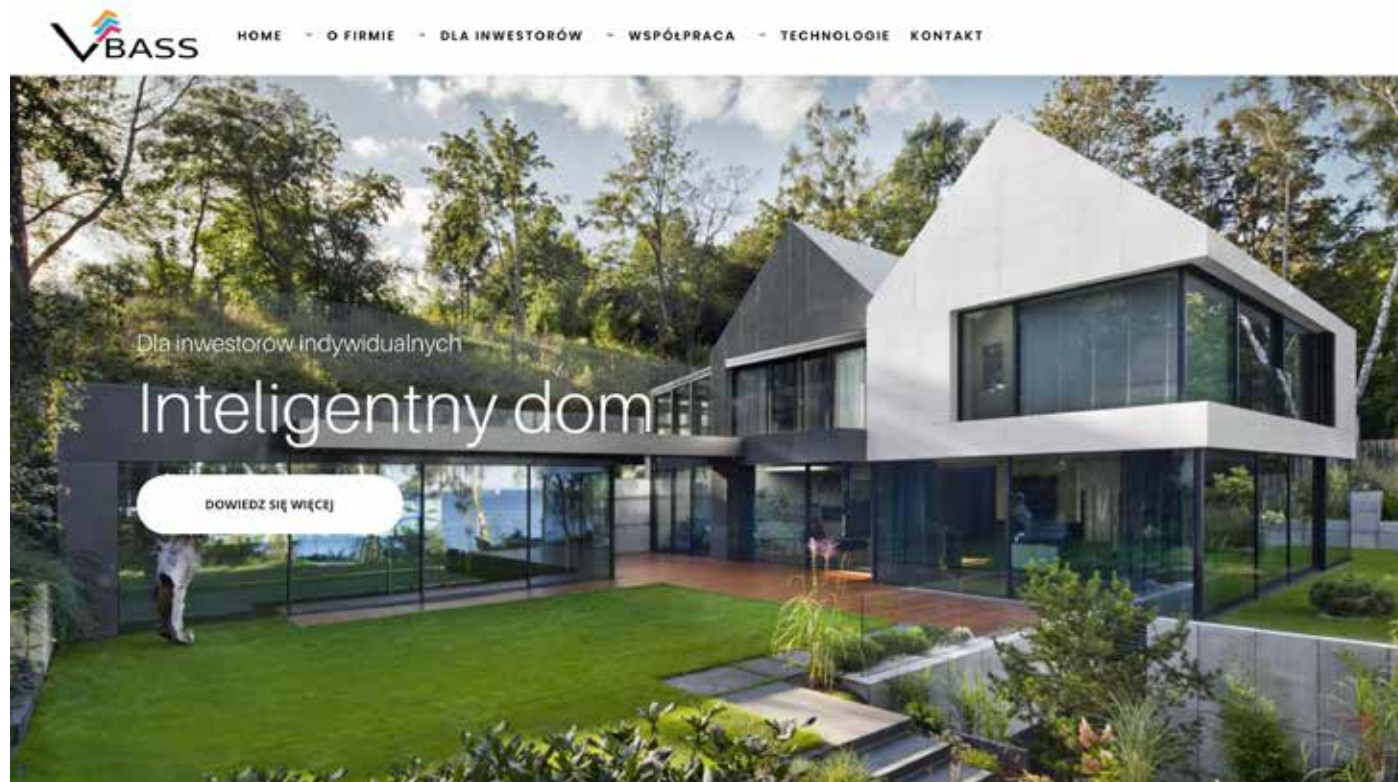 VBASS
HOME O FIRMIE DLA INWESTORÓW WSPÓŁPRACA TECHNOLOGIE KONTAKT
Dla inwestorów indywidualnych
Inteligentny dom
DOWIEDZ SIĘ WIĘCEJ